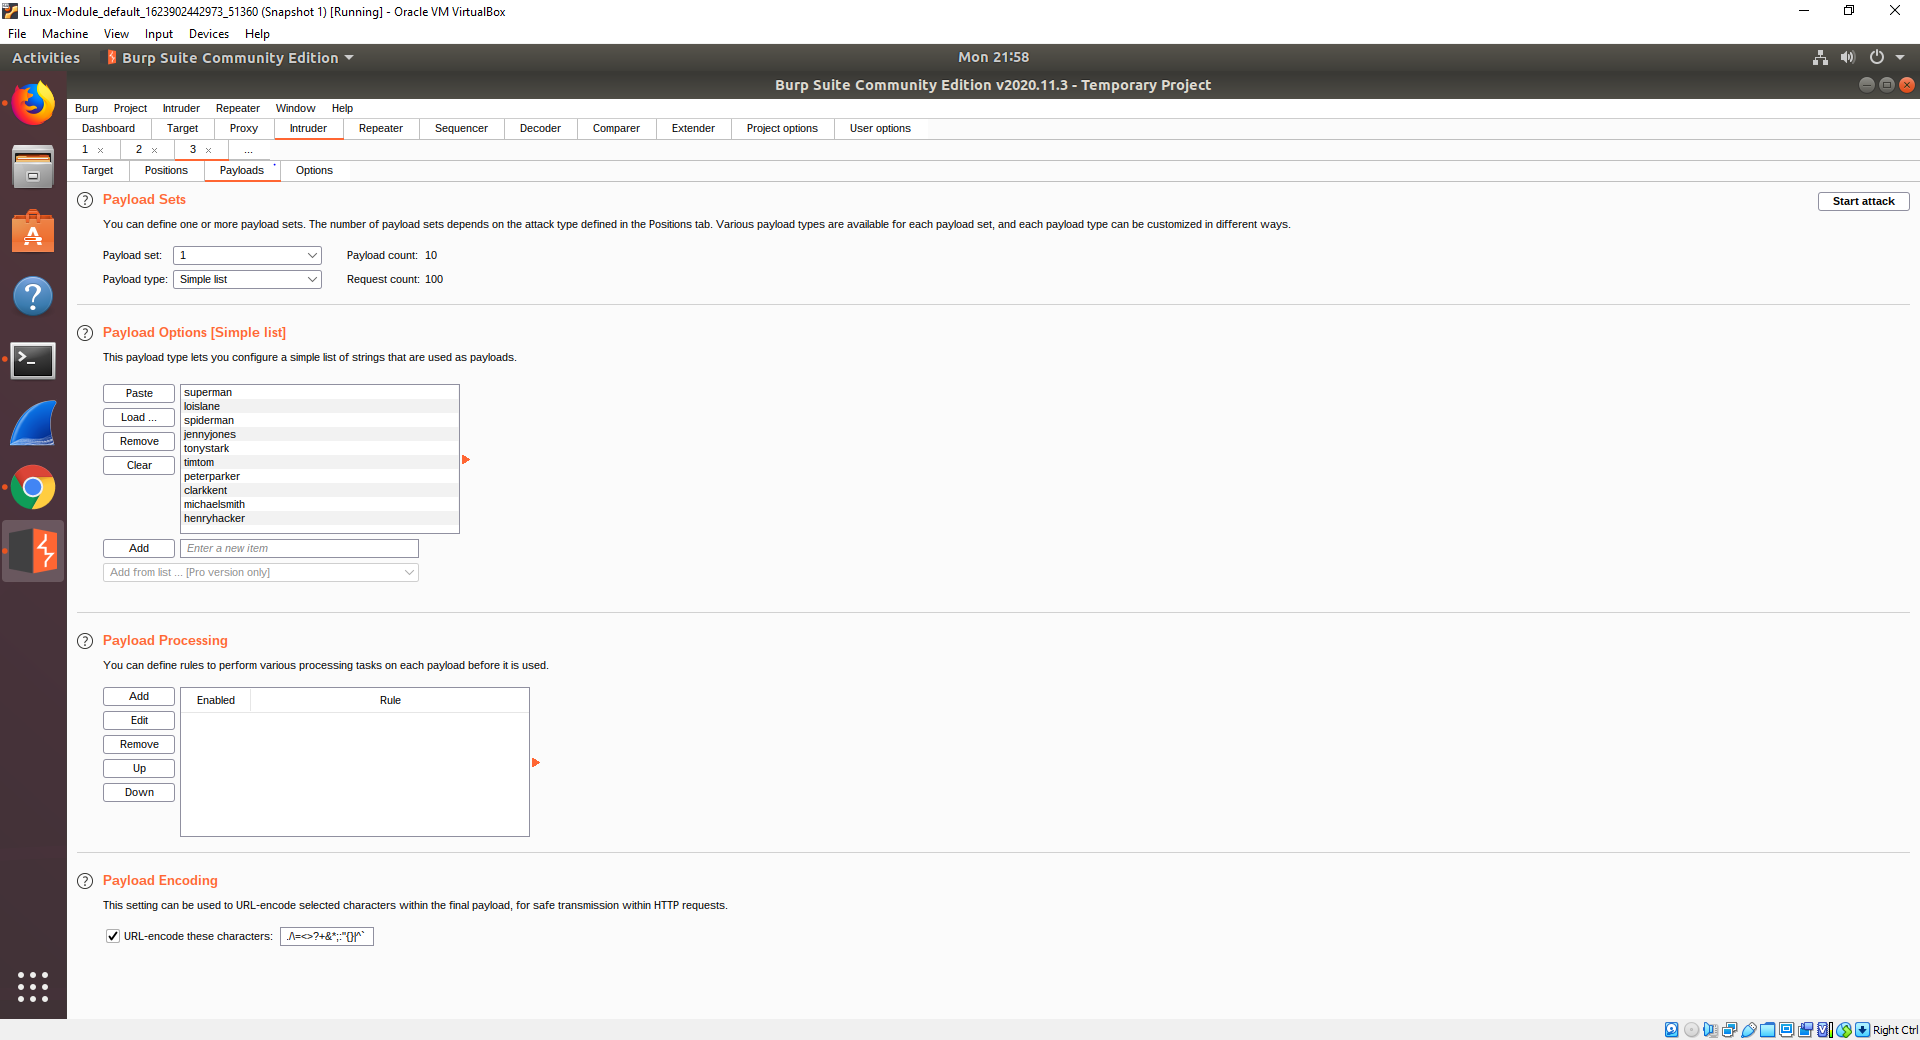 Linux-Module_default_1623902442973_51360 (Snapshot 1) [Running] - Oracle VM VirtualBox
File Machine View Input Devices Help
Activities Burp Suite Community Edition Mon 21:58
Burp Suite Community Edition v2020.11.3 - Temporary Project
Burp Project Intruder Repeater Window Help
Dashboard Target Proxy Intruder Repeater Sequencer Decoder Comparer Extender Project options User options
1 × 2 × 3 × ...
Target Positions Payloads Options
? Payload Sets Start attack
You can define one or more payload sets. The number of payload sets depends on the attack type defined in the Positions tab. Various payload types are available for each payload set, and each payload type can be customized in different ways.
Payload set: 1 Payload count: 10
Payload type: Simple list Request count: 100
? Payload Options [Simple list]
This payload type lets you configure a simple list of strings that are used as payloads.
Paste
Load ...
Remove
Clear
superman
loislane
spiderman
jennyjones
tonystark
timtom
peterparker
clarkkent
michaelsmith
henryhacker
Add Enter a new item
Add from list ... [Pro version only]
? Payload Processing
You can define rules to perform various processing tasks on each payload before it is used.
Add
Edit
Remove
Up
Down
Enabled Rule
? Payload Encoding
This setting can be used to URL-encode selected characters within the final payload, for safe transmission within HTTP requests.
URL-encode these characters: ./\=<>?+&*;:"{}|^`
Right Ctrl